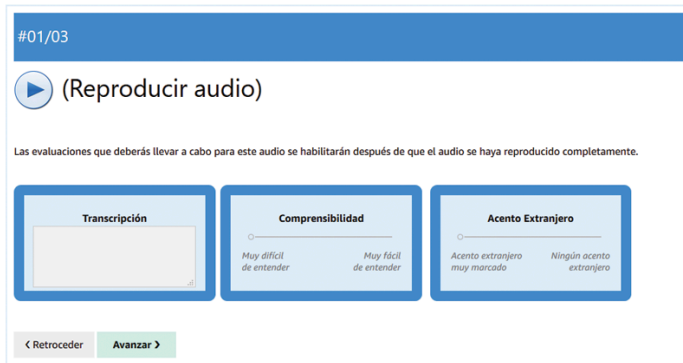 #01/03
(Reproducir audio)
Las evaluaciones que deberás llevar a cabo para este audio se habilitarán después de que el audio se haya reproducido completamente.
Transcripción
Comprensibilidad
Muy difícil
de entender
Muy fácil
de entender
Acento Extranjero
Acento extranjero
muy marcado
Ningún acento
extranjero
❮ Retroceder
Avanzar ❯